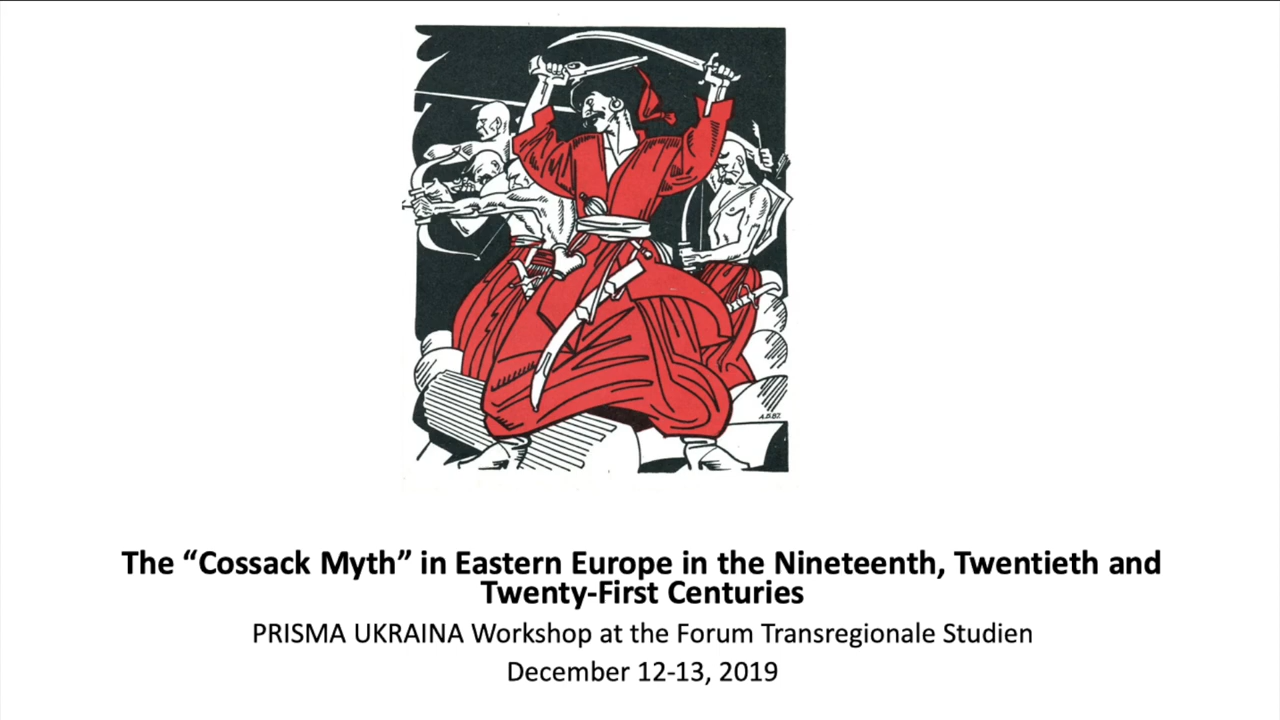 The “Cossack Myth” in Eastern Europe in the Nineteenth, Twentieth and
Twenty-First Centuries
PRISMA UKRAINA Workshop at the Forum Transregionale Studien
December 12-13, 2019